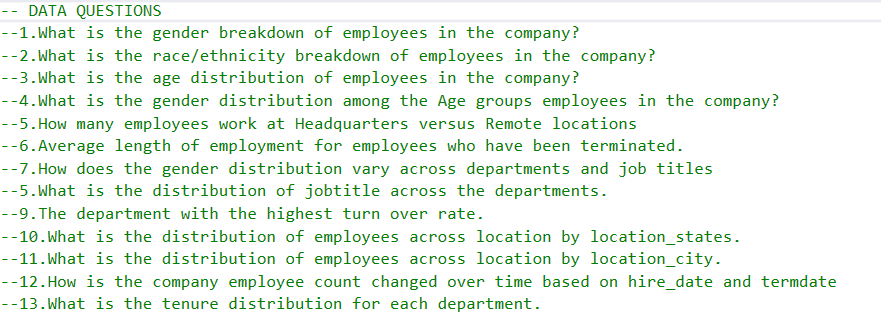 -- DATA QUESTIONS
--1.What is the gender breakdown of employees in the company?
--2.What is the race/ethnicity breakdown of employees in the company?
--3.What is the age distribution of employees in the company?
--4.What is the gender distribution among the Age groups employees in the company?
--5.How many employees work at Headquarters versus Remote locations
--6.Average length of employment for employees who have been terminated.
--7.How does the gender distribution vary across departments and job titles
--5.What is the distribution of jobtitle across the departments.
--9.The department with the highest turn over rate.
--10.What is the distribution of employees across location by location_states.
--11.What is the distribution of employees across location by location_city.
--12.How is the company employee count changed over time based on hire_date and termdate
--13.What is the tenure distribution for each department.